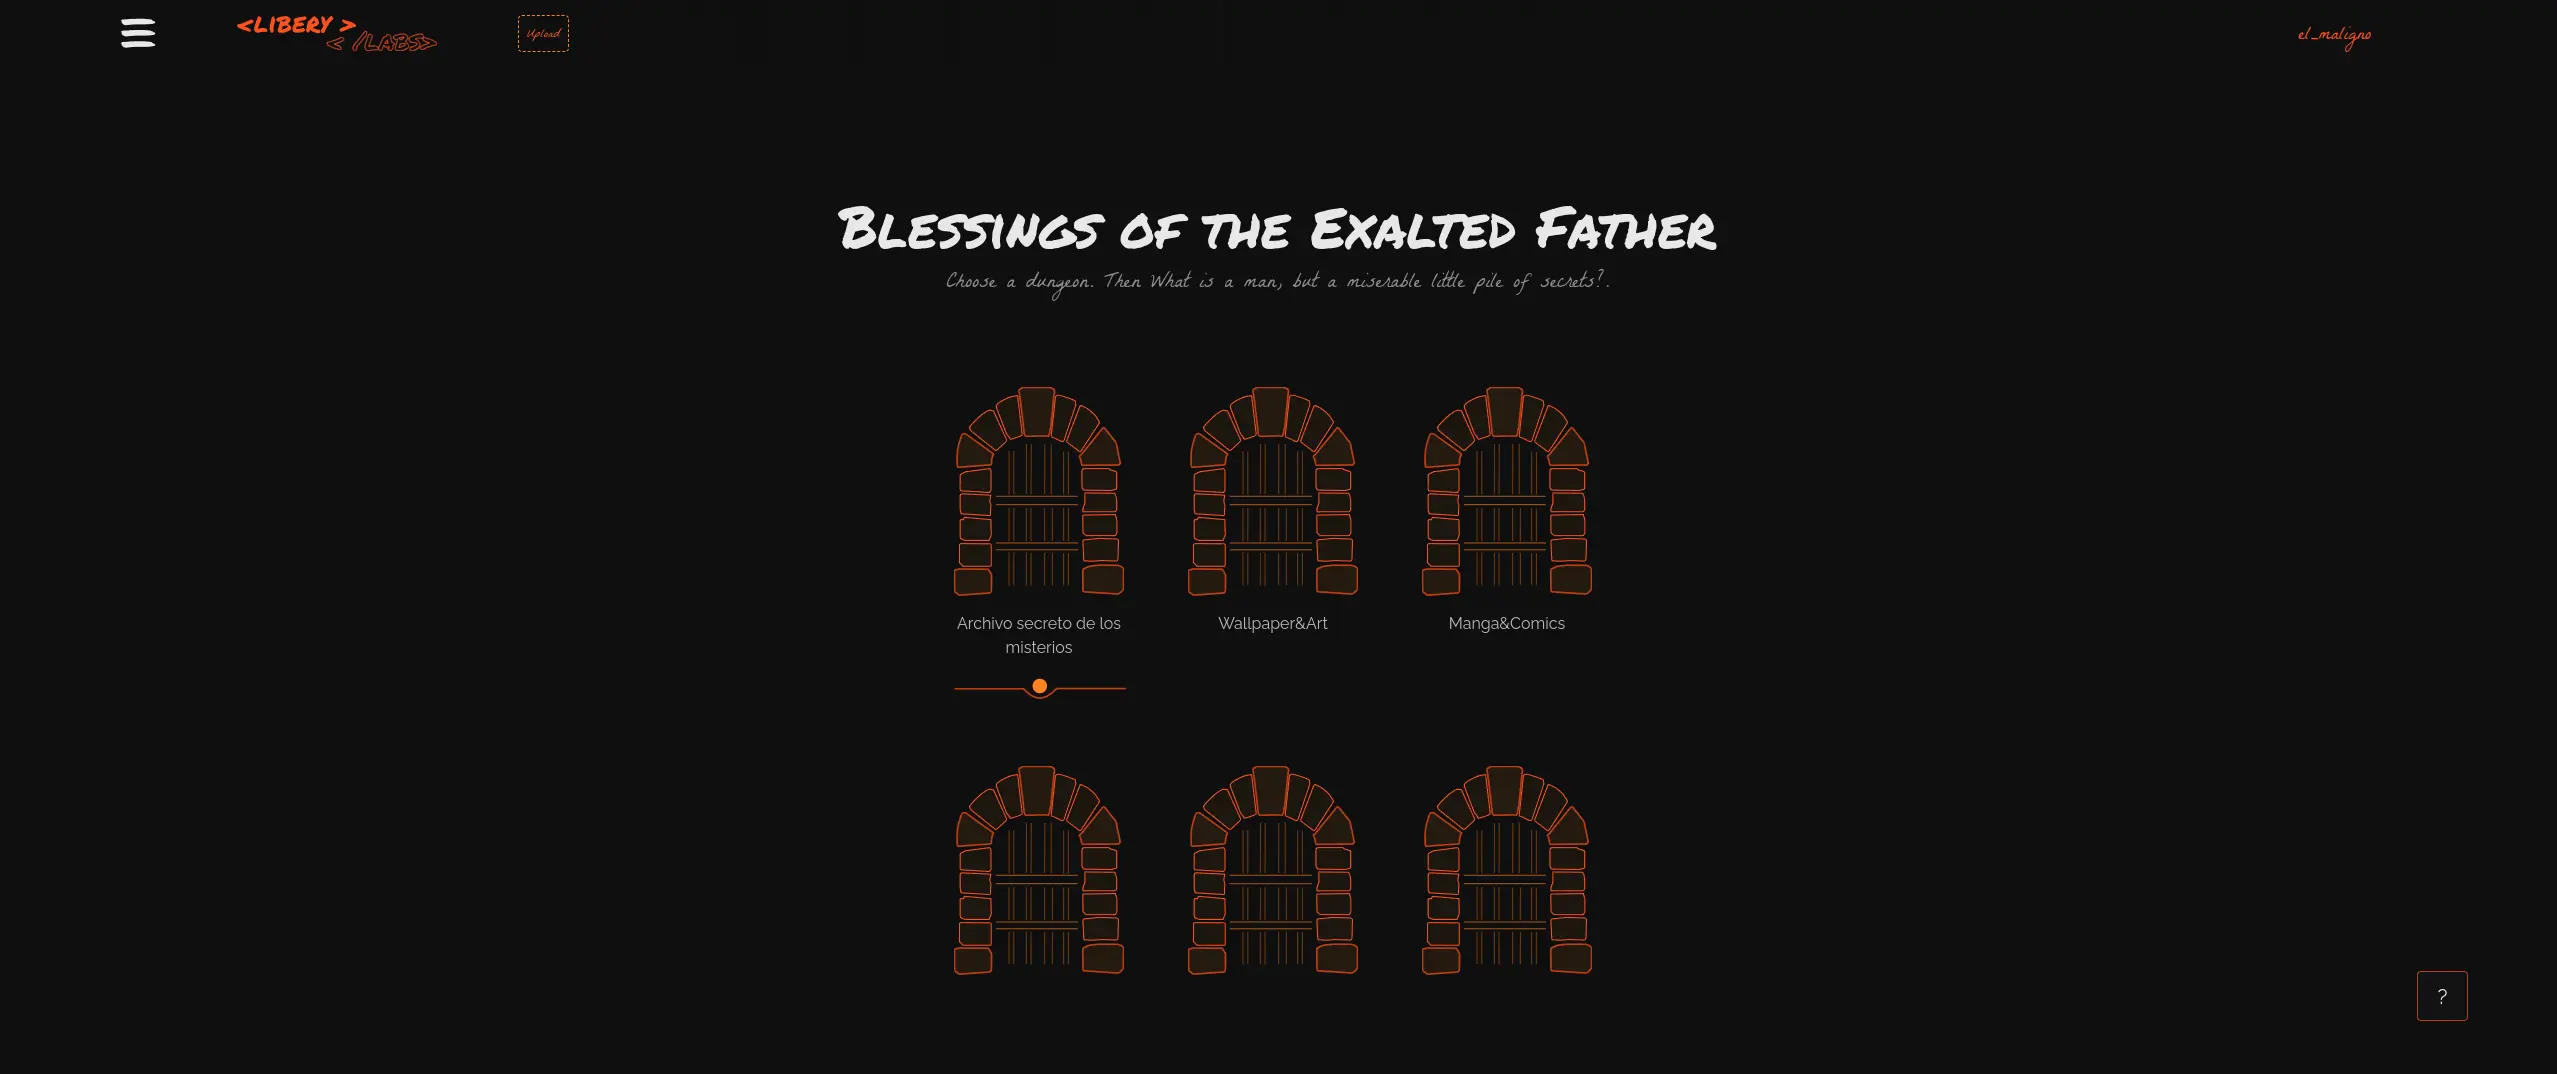 <LIBERY >
< /LABS>
Upload
el_maligno
Blessings of the Exalted Father
Choose a dungeon. Then What is a man, but a miserable little pile of secrets?.
Archivo secreto de los
misterios
Wallpaper&Art
Manga&Comics
?